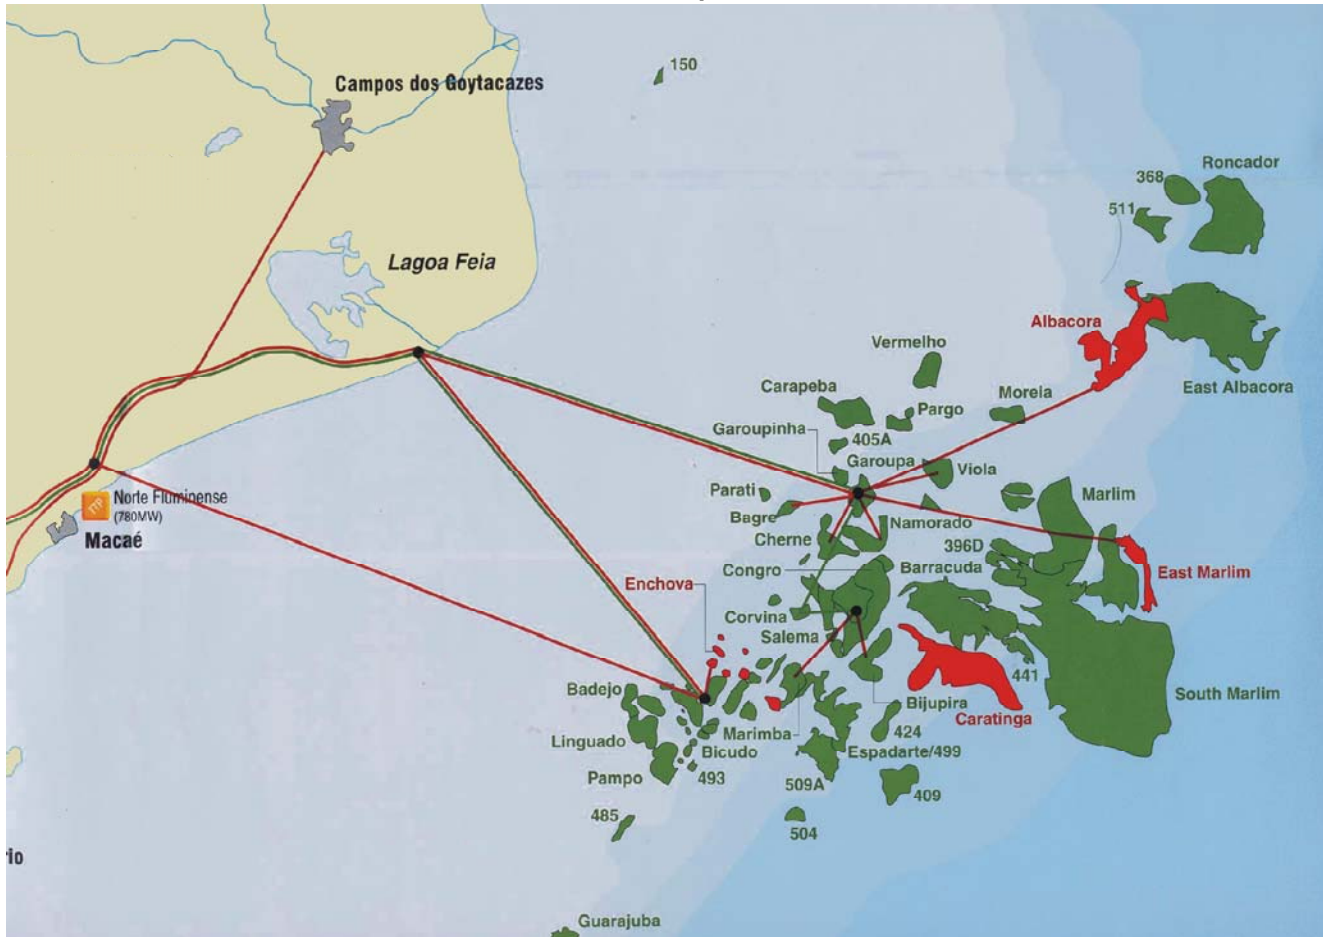 150
Campos dos Goytacazes
Roncador
368
511
Lagoa Feia
Albacora
Vermelho
East Albacora
Carapeba
Morela
Pargo
Garoupinha
405A
Garoupa
Viola
Parati
Marlim
Norte Fluminense
(780MW)
Bagre
Namorado
Macaé
Cherne
396D
Congro
Barracuda
East Marlim
Enchova
Corvina
Salema
441
Badejo
Bijupira
South Marlim
Caratinga
Marimba
424
Linguado
Bicudo
Espadarte/499
Pampo
493
509A
409
485
504
rio
Guarajuba